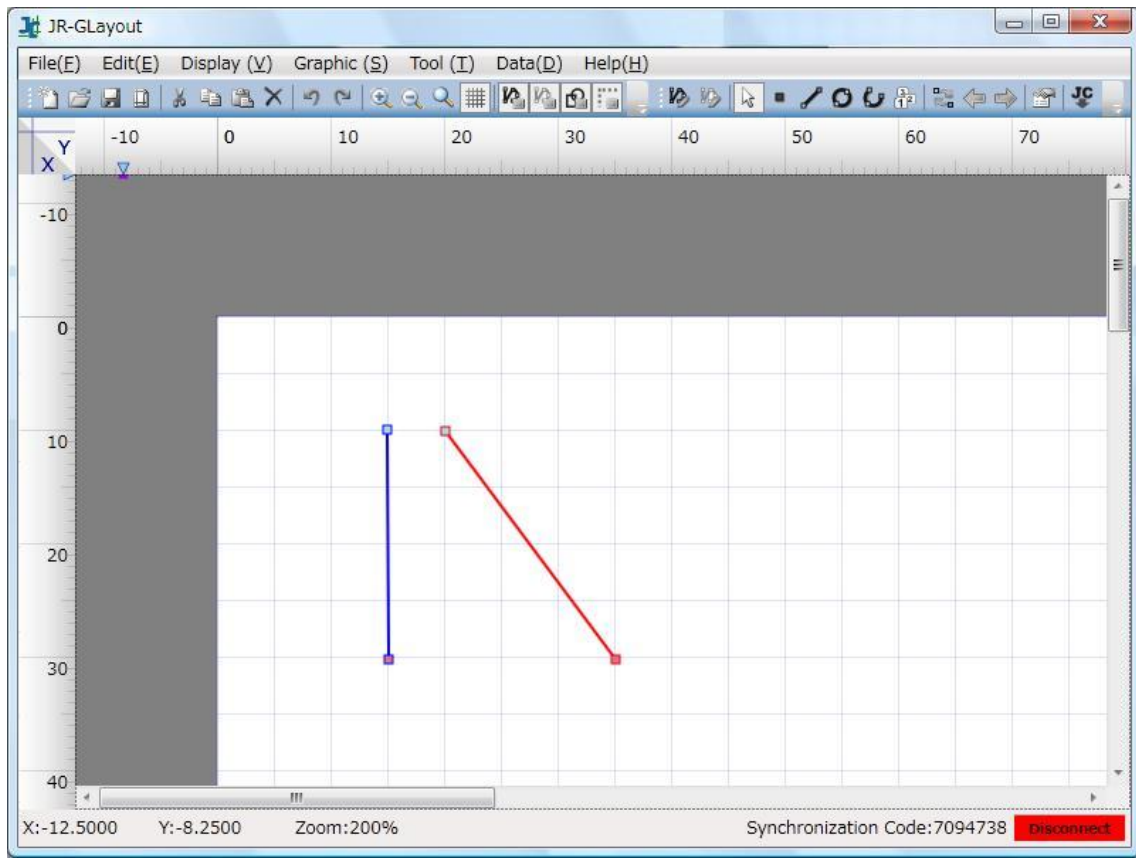 JR-GLayout
File(F) Edit(E) Display (V) Graphic (S) Tool (T) Data(D) Help(H)
JC
Y -10 0 10 20 30 40 50 60 70
X
-10
0
10
20
30
40
X:-12.5000 Y:-8.2500 Zoom:200% Synchronization Code:7094738 Disconnect